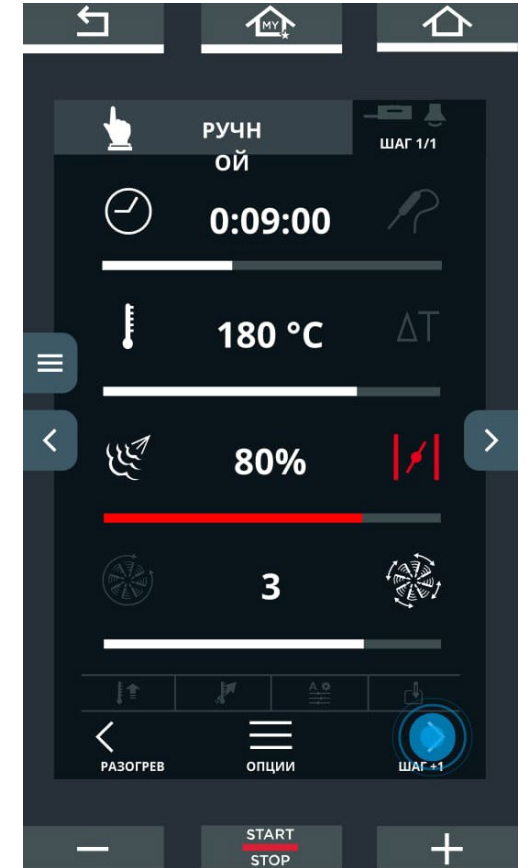 MY
РУЧН
ОЙ
ШАГ 1/1
0:09:00
180 °C
ΔT
80%
3
A
РАЗОГРЕВ
ОПЦИИ
ШАГ +1
START
STOP